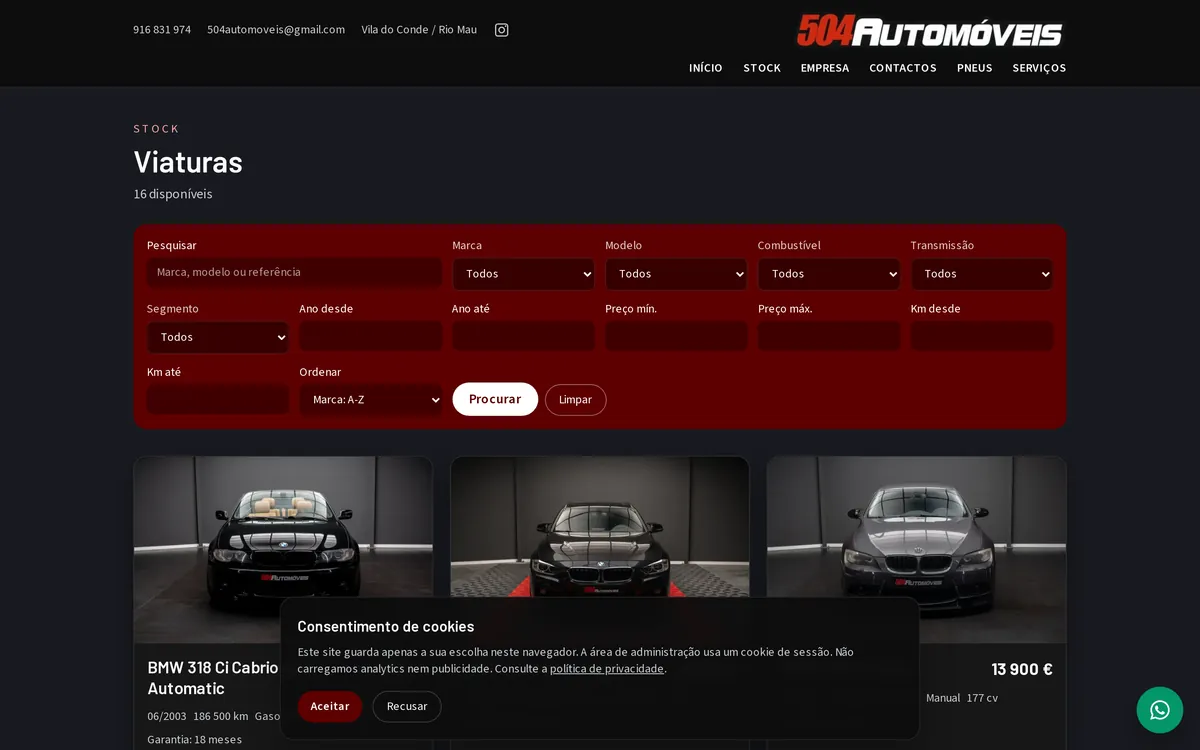 916 831 974 504automoveis@gmail.com Vila do Conde / Rio Mau
504AUTOMÓVEIS
INÍCIO STOCK EMPRESA CONTACTOS PNEUS SERVIÇOS
STOCK
Viaturas
16 disponíveis
Pesquisar Marca Modelo Combustível Transmissão
Marca, modelo ou referência Todos Todos Todos Todos
Segmento Ano desde Ano até Preço mín. Preço máx. Km desde
Todos
Km até Ordenar
Marca: A-Z Procurar Limpar
504AUTOMÓVEIS 504AUTOMÓVEIS 504AUTOMÓVEIS
BMW 318 Ci Cabrio
Automatic
06/2003 186 500 km Gaso
Garantia: 18 meses
13 900 €
Manual 177 cv
Consentimento de cookies
Este site guarda apenas a sua escolha neste navegador. A área de administração usa um cookie de sessão. Não
carregamos analytics nem publicidade. Consulte a política de privacidade.
Aceitar Recusar